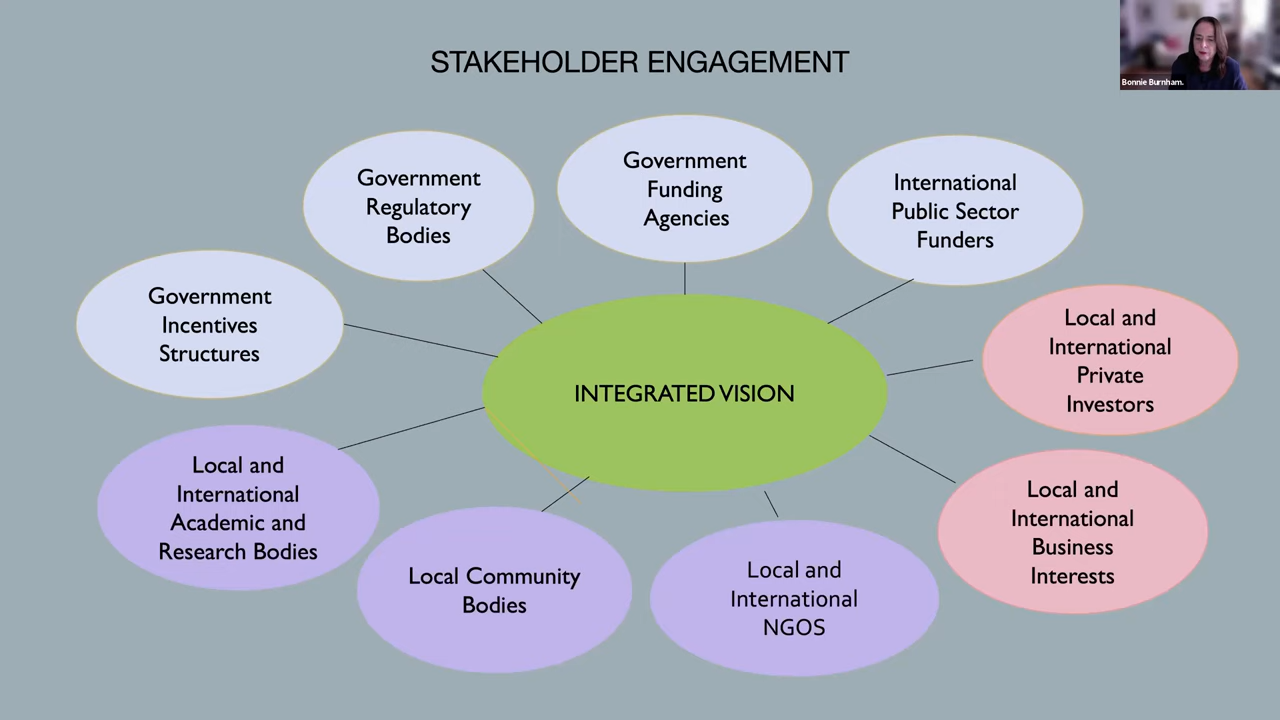 STAKEHOLDER ENGAGEMENT
Bonnie Burnham.
Government
Regulatory
Bodies
Government
Funding
Agencies
International
Public Sector
Funders
Government
Incentives
Structures
Local and
International
Private
Investors
INTEGRATED VISION
Local and
International
Academic and
Research Bodies
Local Community
Bodies
Local and
International
NGOS
Local and
International
Business
Interests